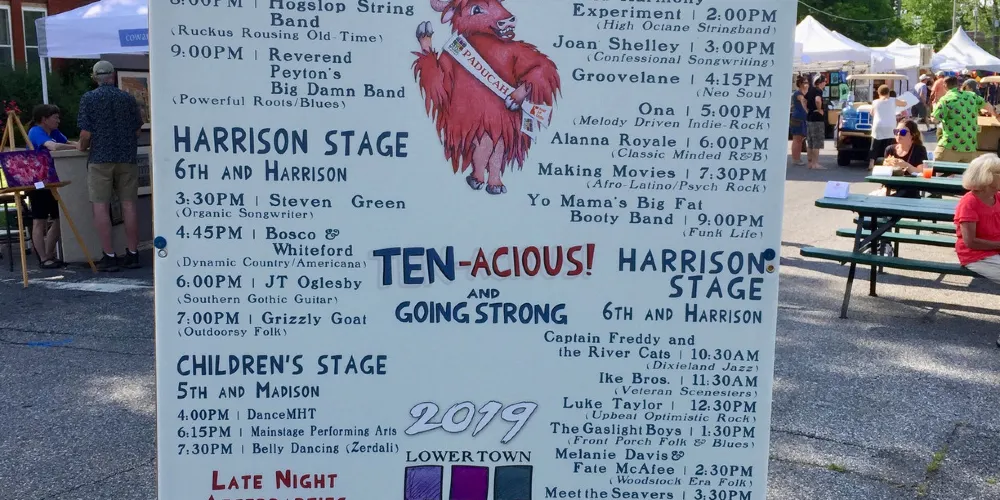 8:00PM | Hogslop String
Band
(Ruckus Rousing Old-Time)
9:00PM | Reverend
Peyton's
Big Damn Band
(Powerful Roots/Blues)
HARRISON STAGE
6TH AND HARRISON
3:30PM | Steven Green
(Organic Songwriter)
4:45PM | Bosco &
Whiteford
(Dynamic Country/Americana)
6:00PM | JT Oglesby
(Southern Gothic Guitar)
7:00PM | Grizzly Goat
(Outdoorsy Folk)
CHILDREN'S STAGE
5TH AND MADISON
4:00PM | DanceMHT
6:15PM | Mainstage Performing Arts
7:30PM | Belly Dancing (Zerdali)
LATE NIGHT
PADUCAH
TEN-ACIOUS!
AND
GOING STRONG
2019
LOWERTOWN
Experiment | 2:00PM
(High Octane Stringband)
Joan Shelley | 3:00PM
(Confessional Songwriting)
Groovelane | 4:15PM
(Neo Soul)
Ona | 5:00PM
(Melody Driven Indie-Rock)
Alanna Royale | 6:00PM
(Classic Minded R&B)
Making Movies | 7:30PM
(Afro-Latino/Psych Rock)
Yo Mama's Big Fat
Booty Band | 9:00PM
(Funk Life)
HARRISON
STAGE
6TH AND HARRISON
Captain Freddy and
the River Cats | 10:30AM
(Dixieland Jazz)
Ike Bros. | 11:30AM
(Veteran Scenesters)
Luke Taylor | 12:30PM
(Upbeat Optimistic Rock)
The Gaslight Boys | 1:30PM
(Front Porch Folk & Blues)
Melanie Davis &
Fate McAfee | 2:30PM
(Woodstock Era Folk)
Meet the Seavers | 3:30PM